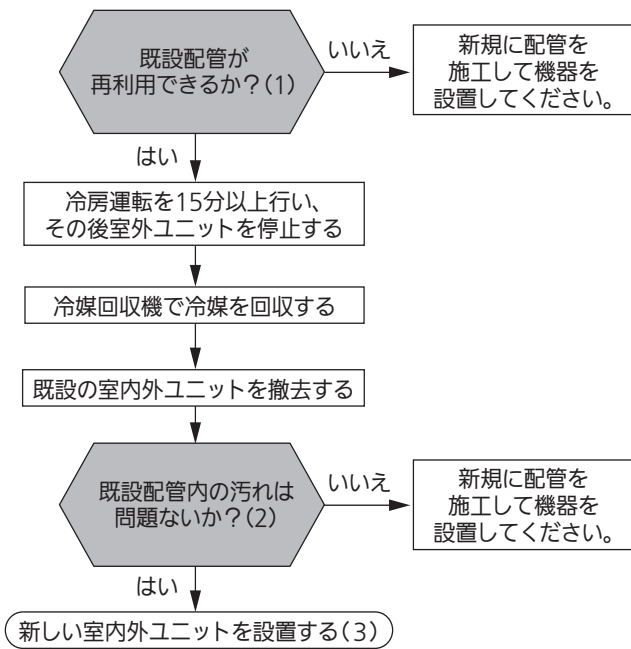 既設配管が
再利用できるか？(1)
いいえ
新規に配管を
施工して機器を
設置してください。
はい
冷房運転を15分以上行い、
その後室外ユニットを停止する
冷媒回収機で冷媒を回収する
既設の室内外ユニットを撤去する
既設配管内の汚れは
問題ないか？(2)
いいえ
新規に配管を
施工して機器を
設置してください。
はい
新しい室内外ユニットを設置する(3)